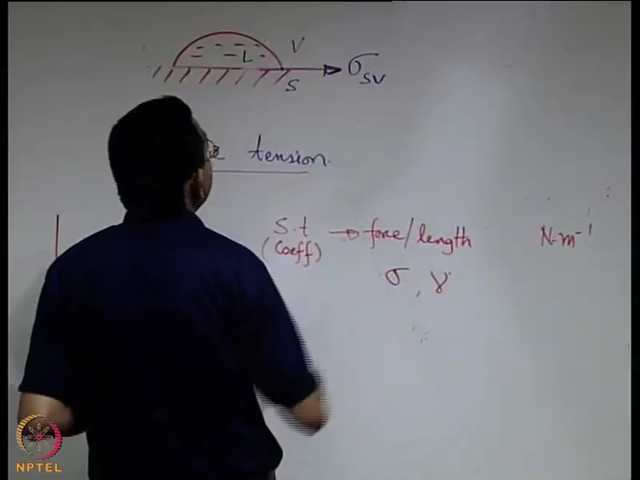 V
L
σSV
S
tension.
S.t → force/length N-m⁻¹
(Coeff)
σ, γ
NPTEL